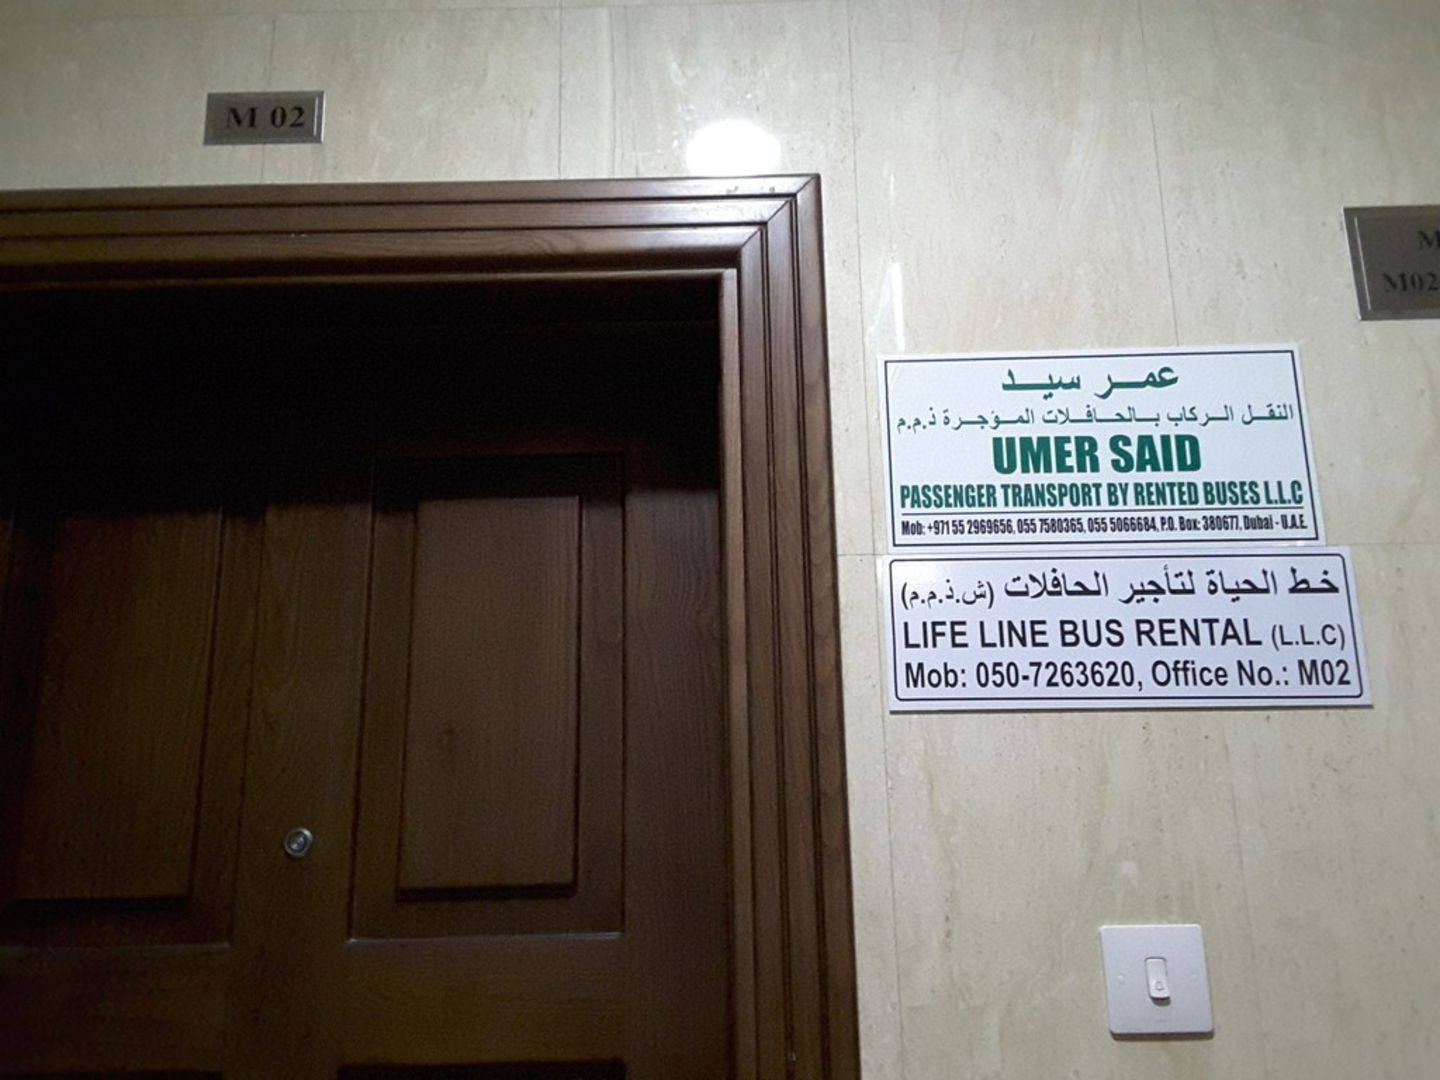 M 02
M02
عمر سيد
النقل الركاب بالحافلات المؤجرة ذ.م.م
UMER SAID
PASSENGER TRANSPORT BY RENTED BUSES L.L.C
Mob: +971 55 2969656, 055 7580365, 055 5066684, P.O. Box: 380677, Dubai - U.A.E.
خط الحياة لتأجير الحافلات (ش.ذ.م.م)
LIFE LINE BUS RENTAL (L.L.C)
Mob: 050-7263620, Office No.: M02